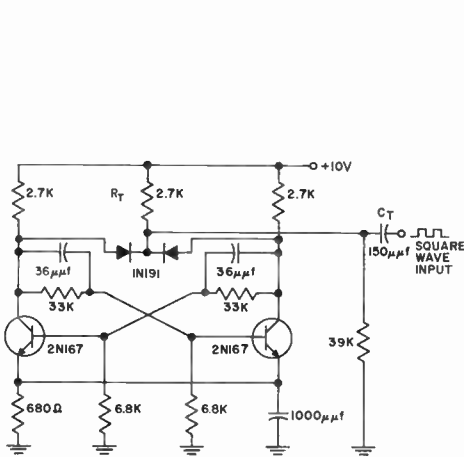 +10V
2.7K
R_T
2.7K
2.7K
C_T
150μμf
SQUARE
WAVE
INPUT
36μμf
1N191
36μμf
33K
33K
2N167
2N167
39K
680Ω
6.8K
6.8K
1000μμf